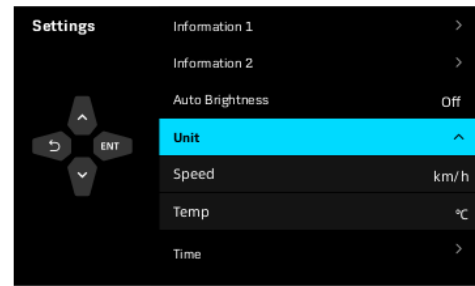 Settings
Information 1
Information 2
Auto Brightness Off
Unit
ENT
Speed km/h
Temp °C
Time